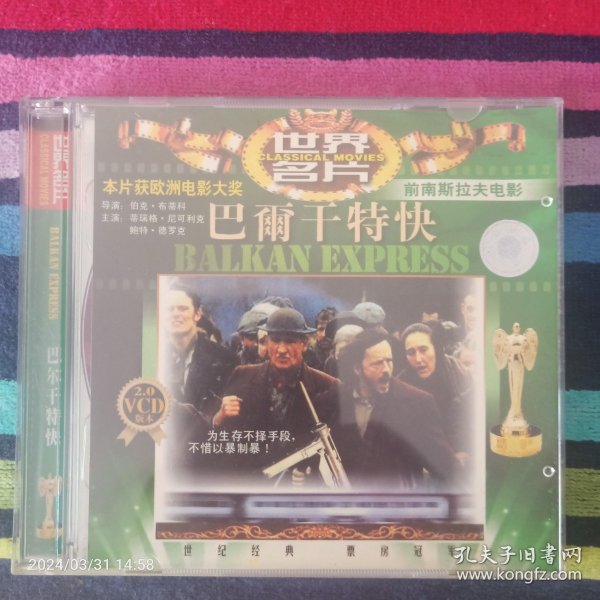 世界名片
CLASSICAL MOVIES
BALKAN EXPRESS
巴尔干特快
世界
CLASSICAL MOVIES
名片
本片获欧洲电影大奖
前南斯拉夫电影
导演：伯克·布蒂科
主演：蒂瑞格·尼可利克
鲍特·德罗克
巴爾干特快
BALKAN EXPRESS
2.0
VCD
版本
为生存不择手段，
不惜以暴制暴！
世纪经典 票房冠
2024/03/31 14:58
孔夫子旧书网
www.kongfz.com